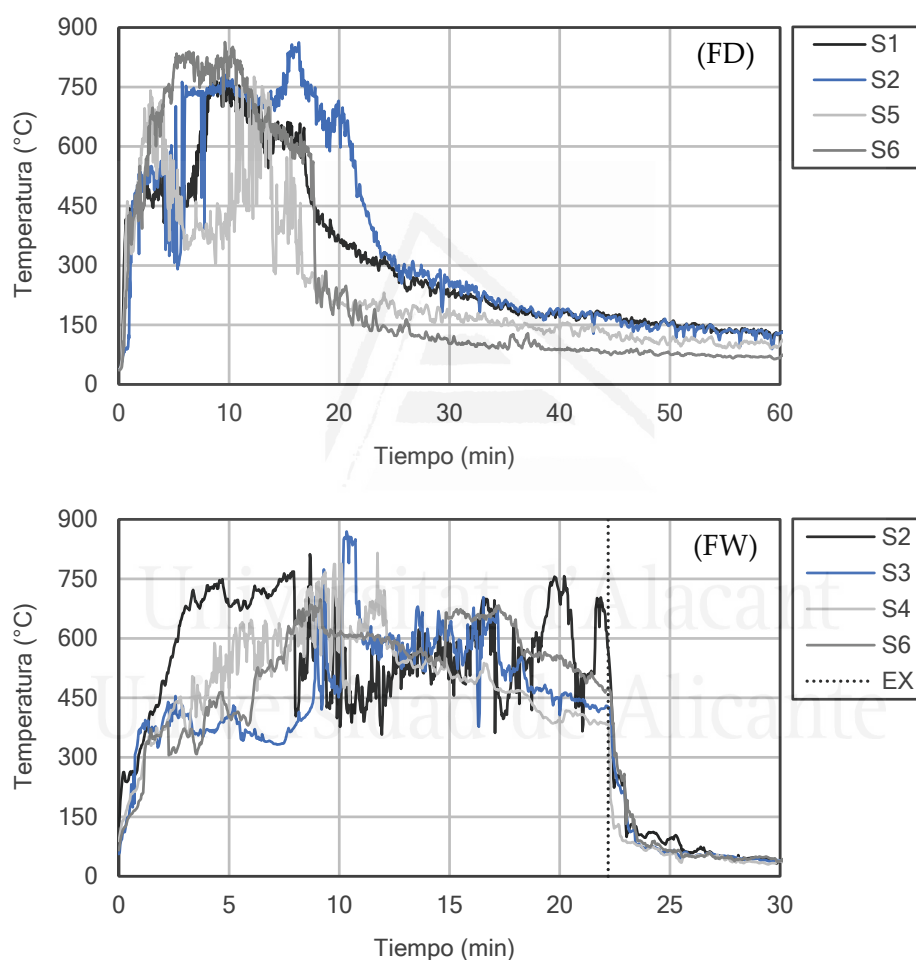 900
750
600
450
300
150
0
Temperatura (°C)
(FD)
S1
S2
S5
S6
0
10
20
30
40
50
60
Tiempo (min)
900
750
600
450
300
150
0
Temperatura (°C)
(FW)
S2
S3
S4
S6
EX
Universitat d'Alacant
Universidad de Alicante
0
5
10
15
20
25
30
Tiempo (min)